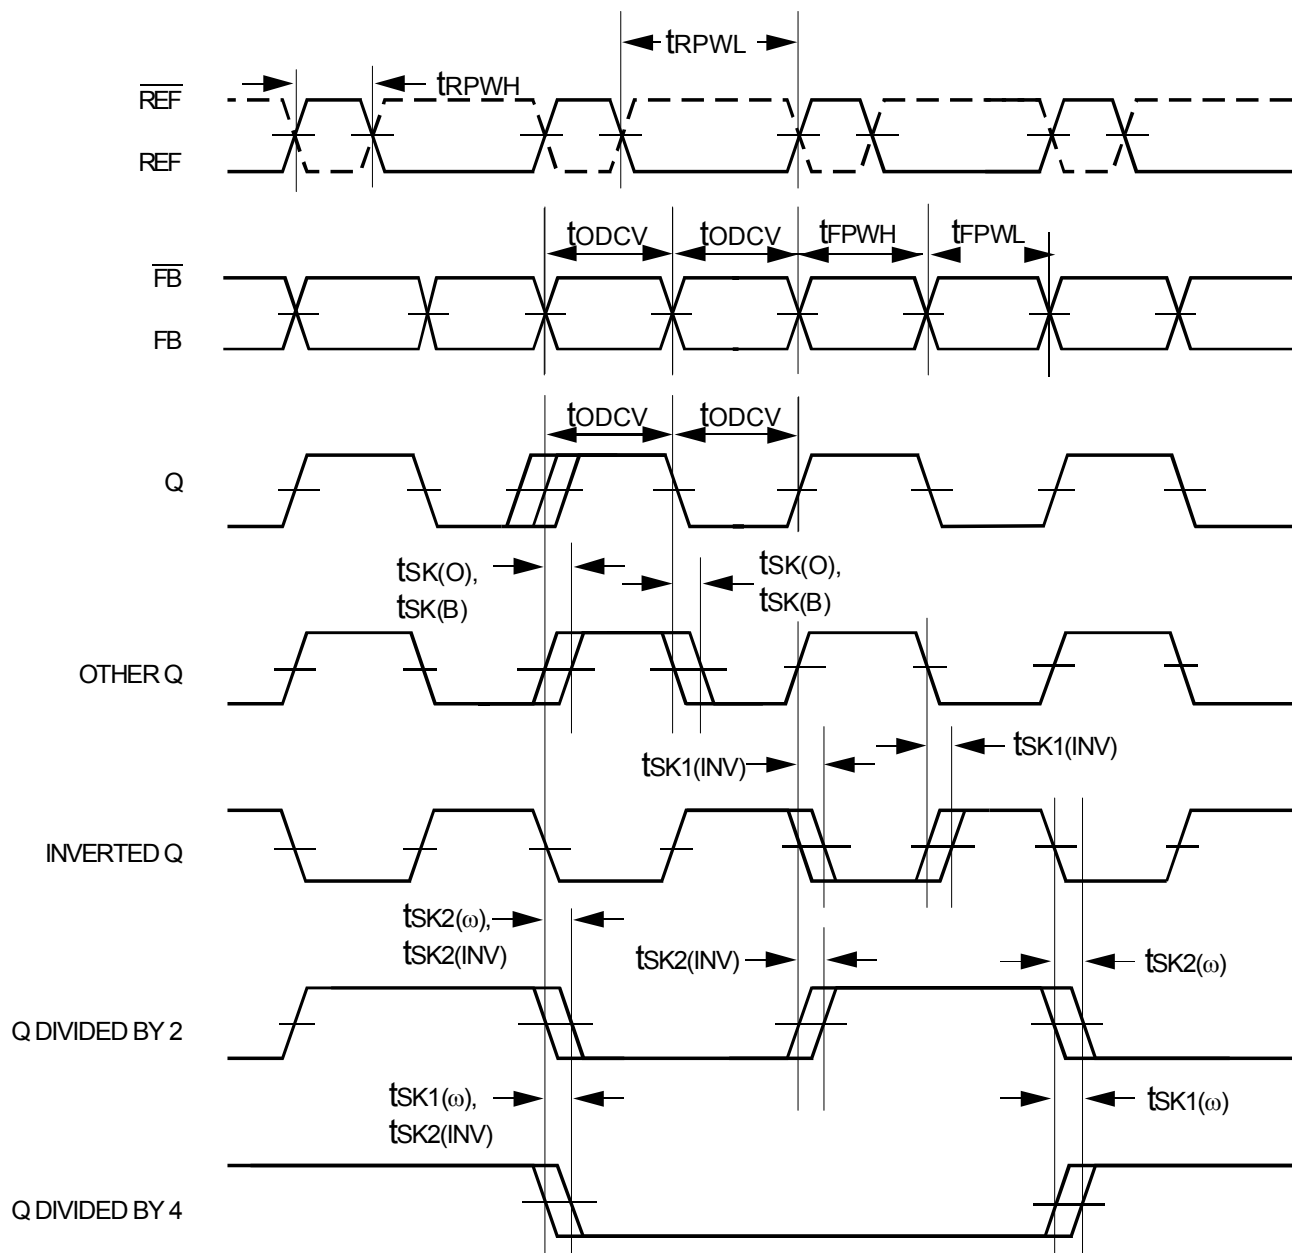 tRPWL
tRPWH
REF
REF
tODCV tODCV tFPWH tFPWL
FB
FB
tODCV tODCV
Q
tSK(O),
tSK(B)
tSK(O),
tSK(B)
OTHER Q
tSK1(INV)
tSK1(INV)
INVERTED Q
tSK2(ω),
tSK2(INV)
tSK2(INV)
tSK2(ω)
Q DIVIDED BY 2
tSK1(ω),
tSK2(INV)
tSK1(ω)
Q DIVIDED BY 4